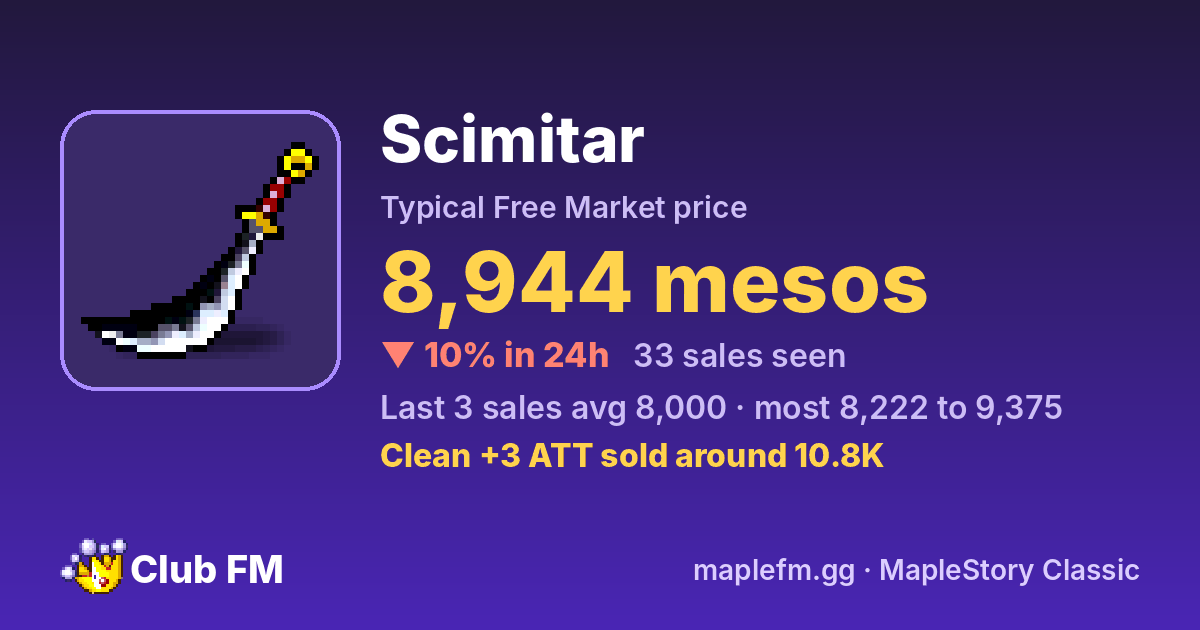 Scimitar
Typical Free Market price
8,944 mesos
▼ 10% in 24h 33 sales seen
Last 3 sales avg 8,000 · most 8,222 to 9,375
Clean +3 ATT sold around 10.8K
Club FM
maplefm.gg · MapleStory Classic